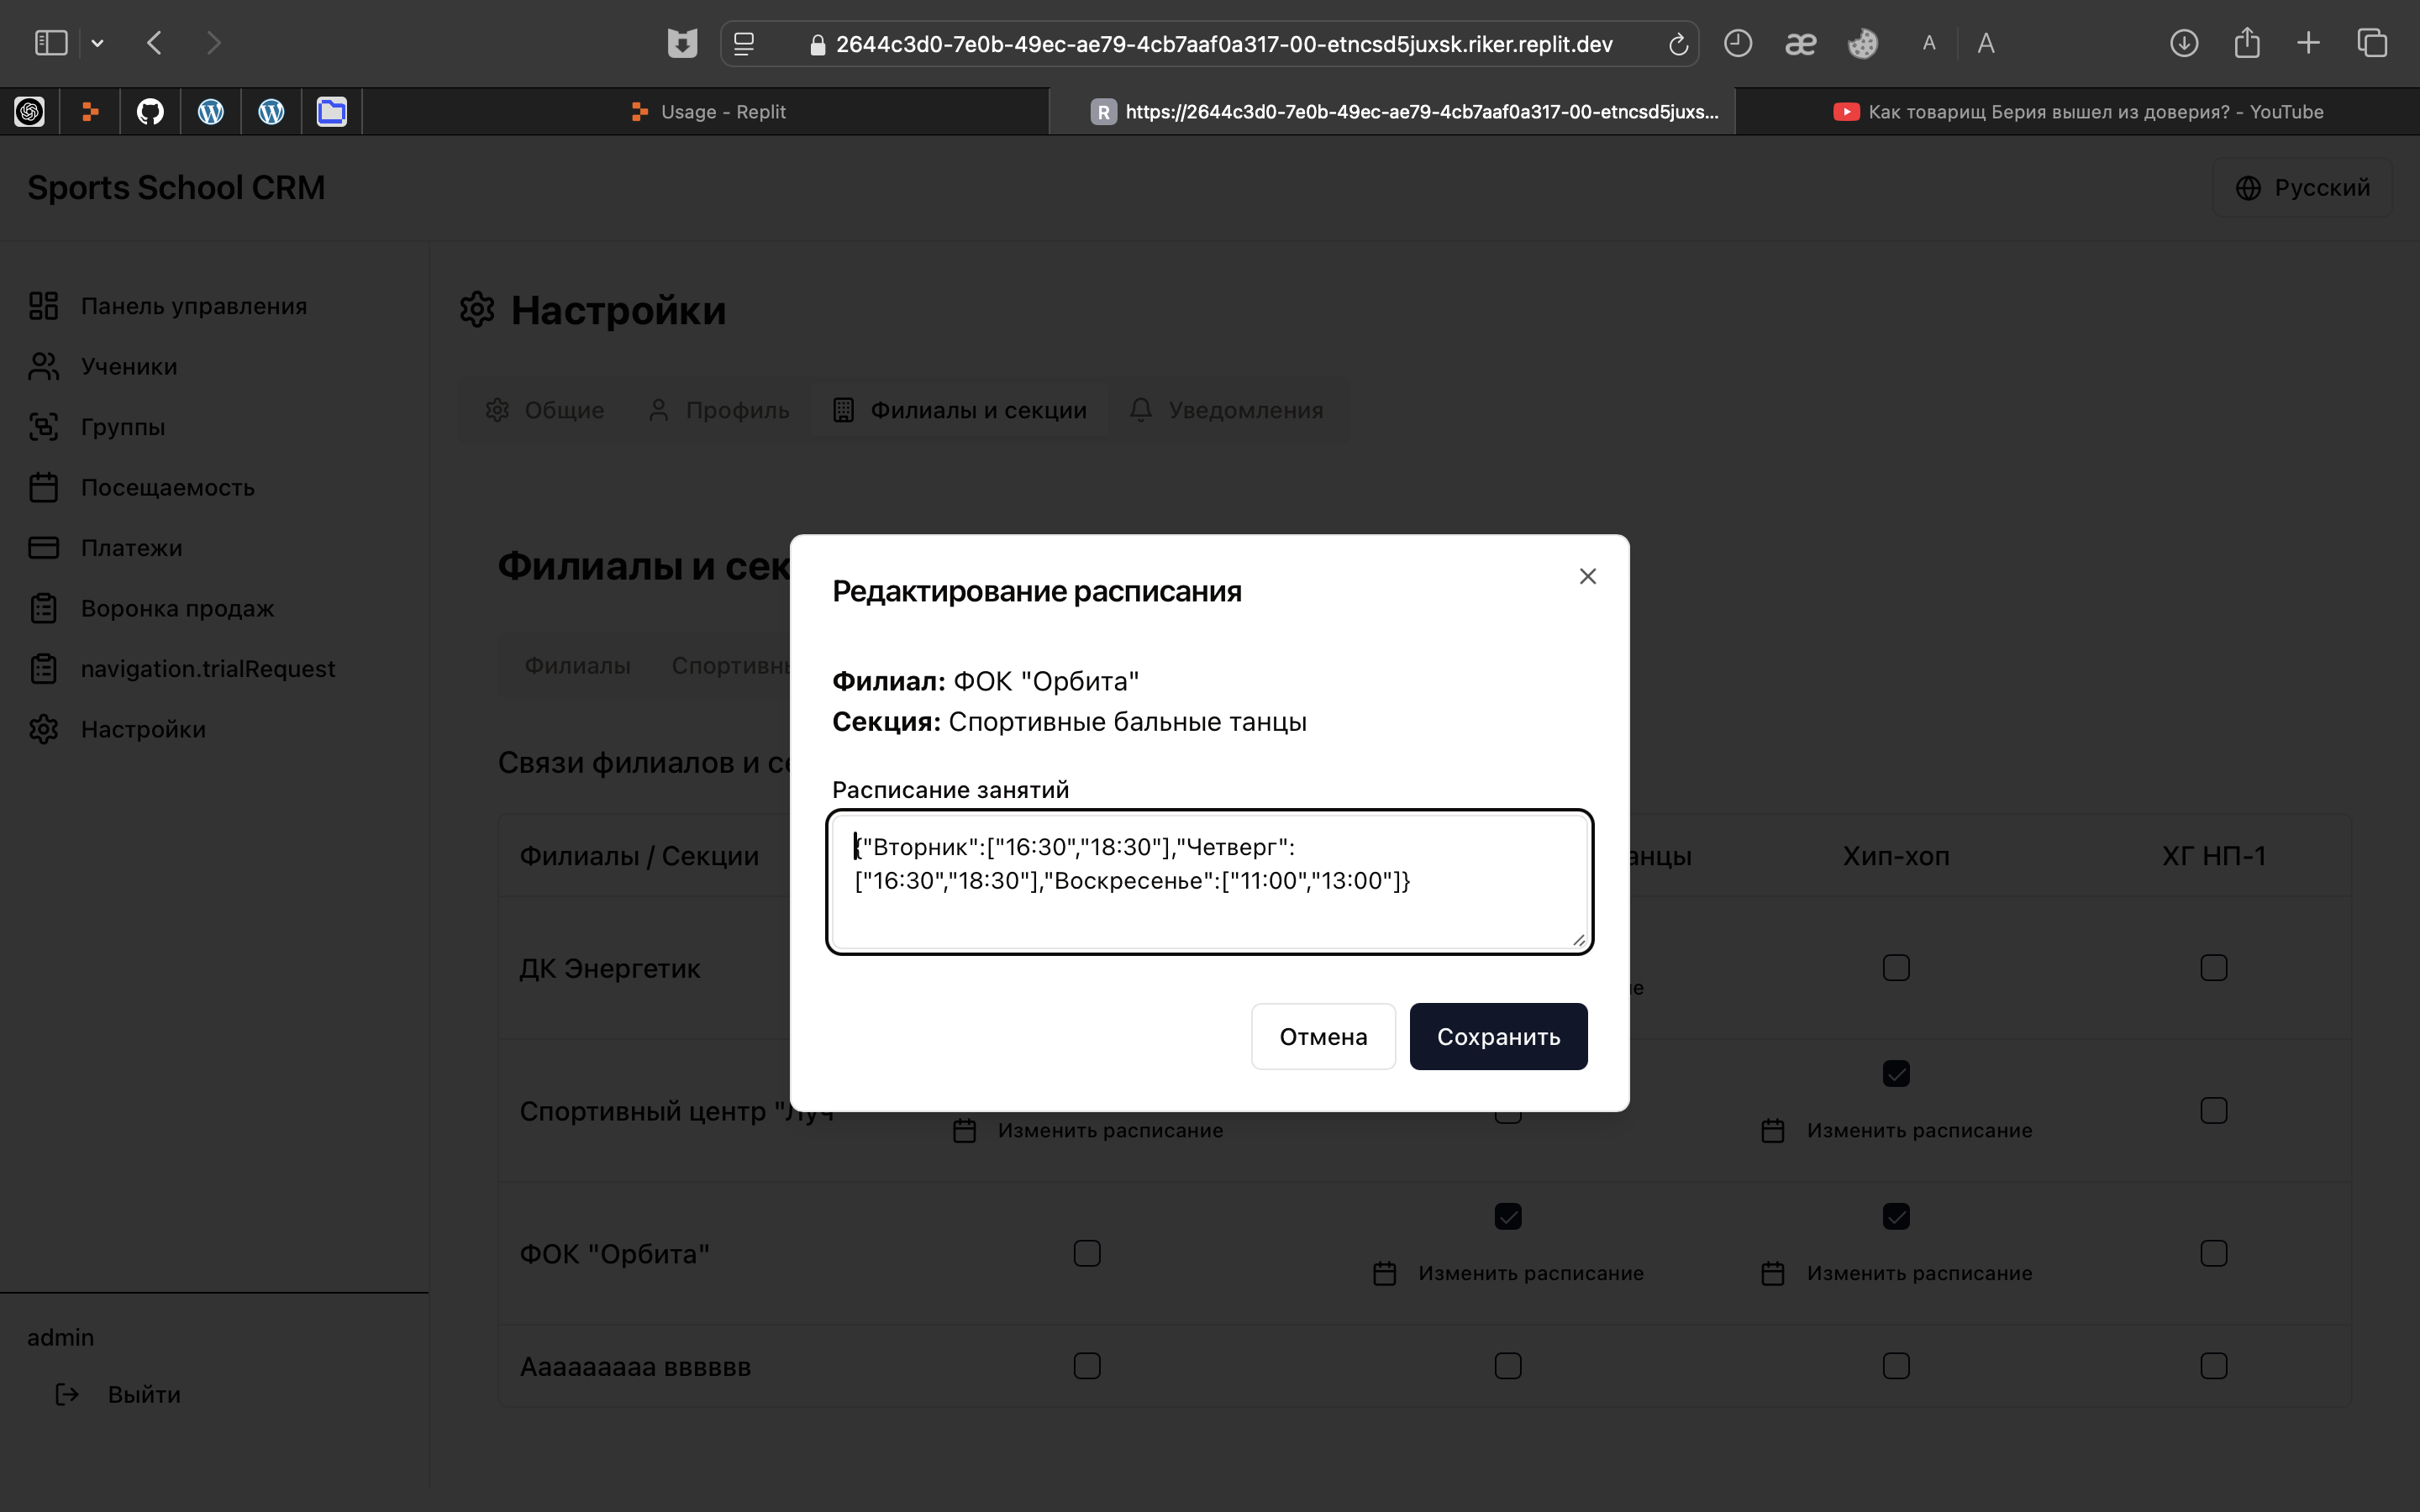 2644c3d0-7e0b-49ec-ae79-4cb7aaf0a317-00-etncsd5juxsk.riker.replit.dev
æ A A
Usage - Replit
R https://2644c3d0-7e0b-49ec-ae79-4cb7aaf0a317-00-etncsd5juxs...
Как товарищ Берия вышел из доверия? - YouTube
Sports School CRM
Русский
Панель управления
Ученики
Группы
Посещаемость
Платежи
Воронка продаж
navigation.trialRequest
Настройки
admin
Выйти
Настройки
Общие Профиль Филиалы и секции Уведомления
Филиалы и сек
Филиалы Спортивн
Связи филиалов и с
Редактирование расписания
Филиал: ФОК "Орбита"
Секция: Спортивные бальные танцы
Расписание занятий
{"Вторник":["16:30","18:30"],"Четверг":
["16:30","18:30"],"Воскресенье":["11:00","13:00"]}
Отмена Сохранить
Филиалы / Секции анцы Хип-хоп ХГ НП-1
ДК Энергетик
Спортивный центр "Луч
Изменить расписание Изменить расписание
ФОК "Орбита"
Изменить расписание Изменить расписание
Аааааааааа вввввв